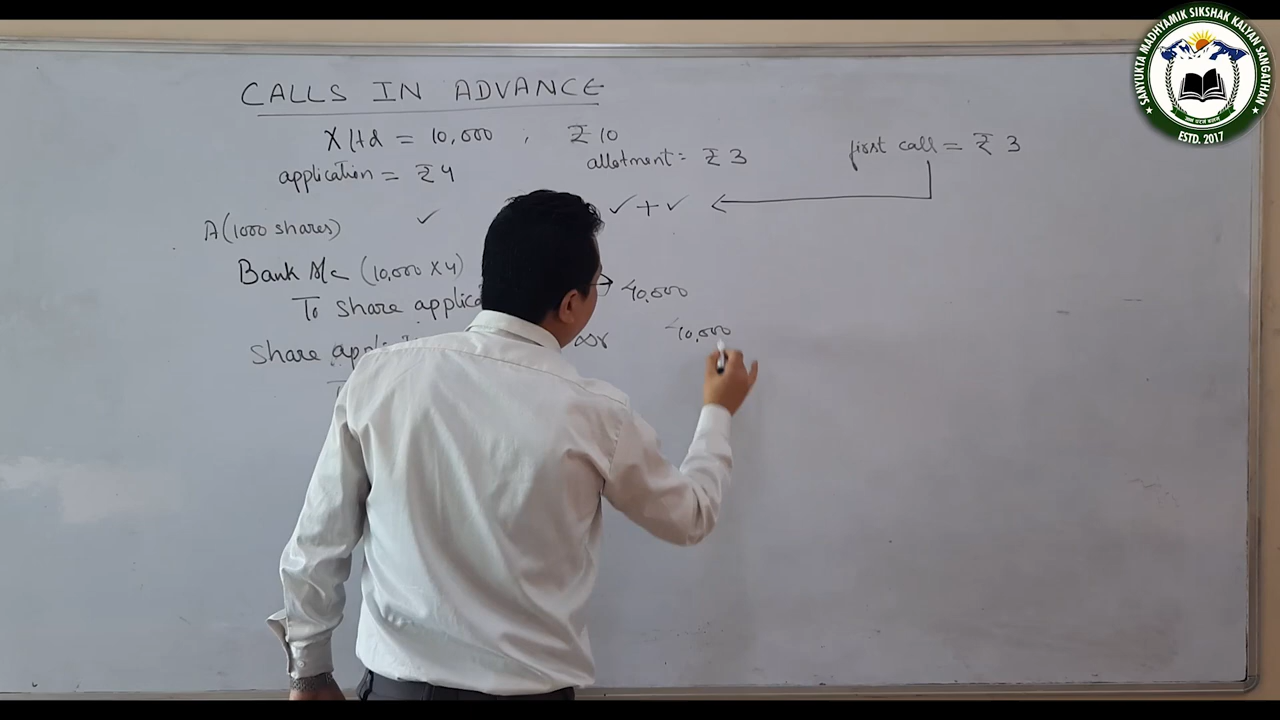 CALLS IN ADVANCE
X ltd = 10,000 , ₹10
application = ₹4 allotment = ₹3 first call = ₹3
A (1000 shares) ✓ ✓ + ✓
Bank A/c (10,000 X 4) 40,000
To share applica
share appl 40,000
SANYUKTA MADHYAMIK SIKSHAK KALYAN SANGATHAN
ESTD. 2017